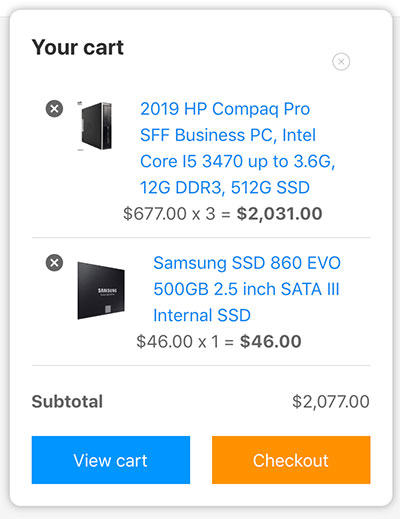 Your cart
2019 HP Compaq Pro
SFF Business PC, Intel
Core I5 3470 up to 3.6G,
12G DDR3, 512G SSD
$677.00 x 3 = $2,031.00
Samsung SSD 860 EVO
500GB 2.5 inch SATA III
Internal SSD
SAMSUNG
$46.00 x 1 = $46.00
Subtotal $2,077.00
View cart Checkout